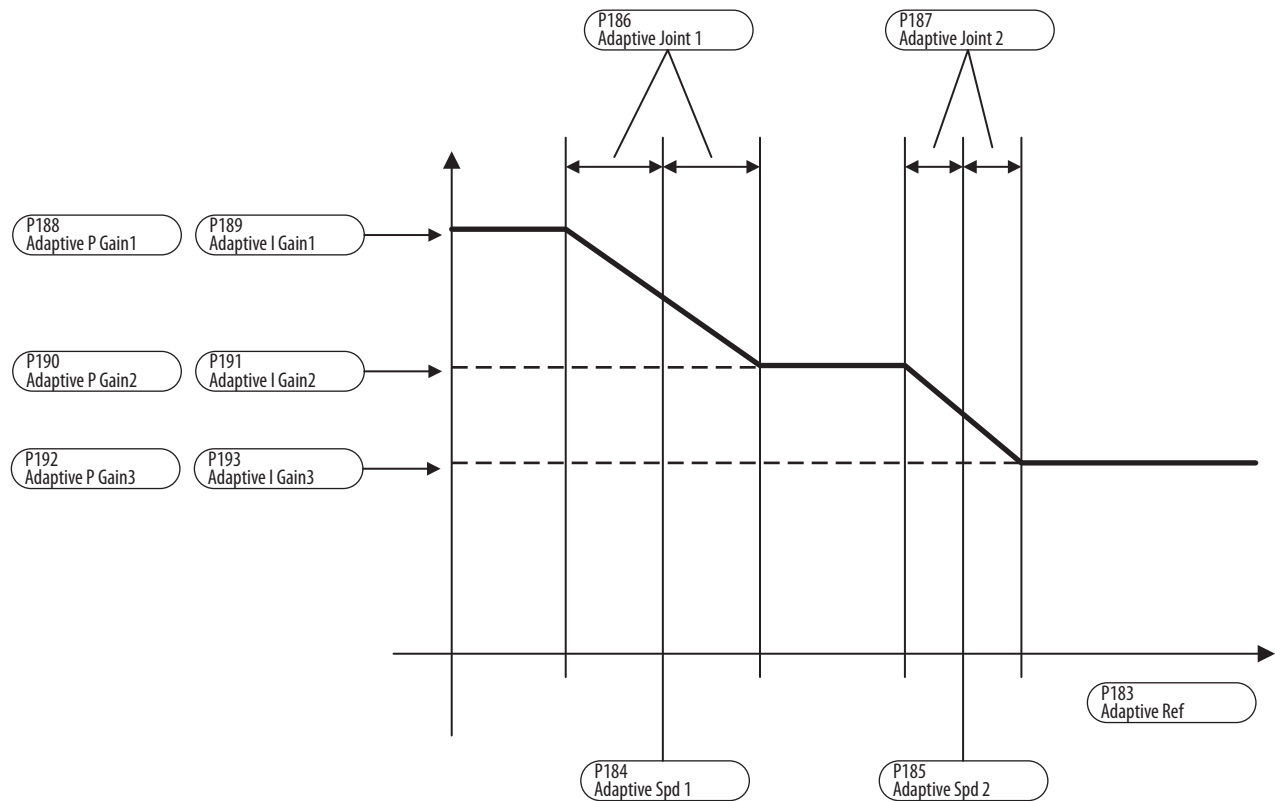 P186
Adaptive Joint 1
P187
Adaptive Joint 2
P188
Adaptive P Gain1
P189
Adaptive I Gain1
P190
Adaptive P Gain2
P191
Adaptive I Gain2
P192
Adaptive P Gain3
P193
Adaptive I Gain3
P183
Adaptive Ref
P184
Adaptive Spd 1
P185
Adaptive Spd 2